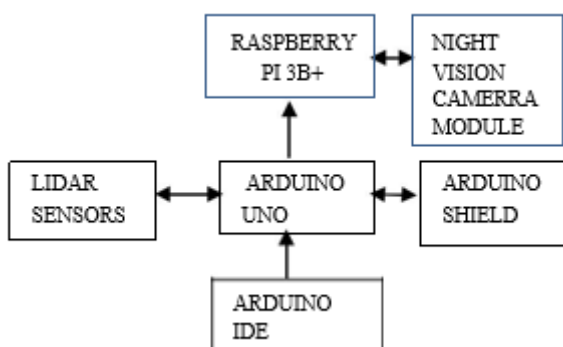 RASPBERRY
PI 3B+
NIGHT
VISION
CAMERRA
MODULE
LIDAR
SENSORS
ARDUINO
UNO
ARDUINO
SHIELD
ARDUINO
IDE